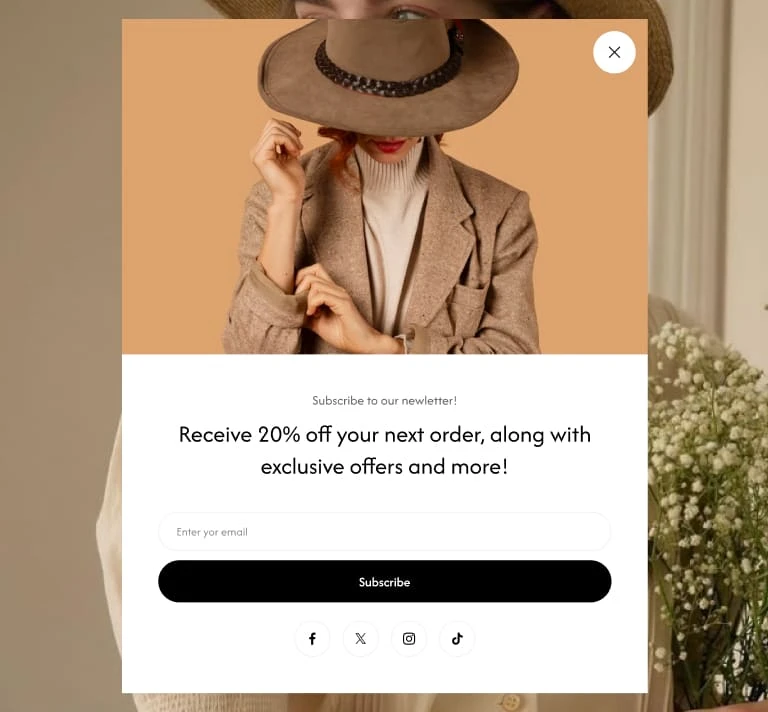 Subscribe to our newletter!
Receive 20% off your next order, along with
exclusive offers and more!
Enter yor email
Subscribe